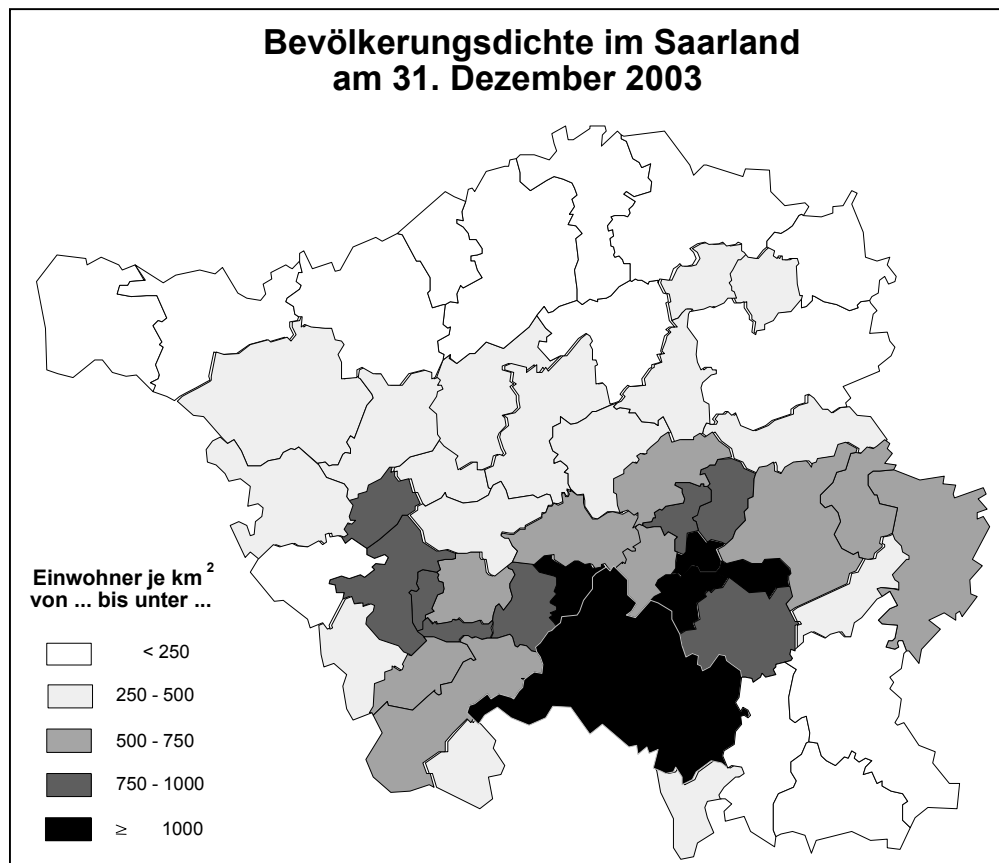 Bevölkerungsdichte im Saarland
am 31. Dezember 2003
Einwohner je km²
von ... bis unter ...
< 250
250 - 500
500 - 750
750 - 1000
≥ 1000